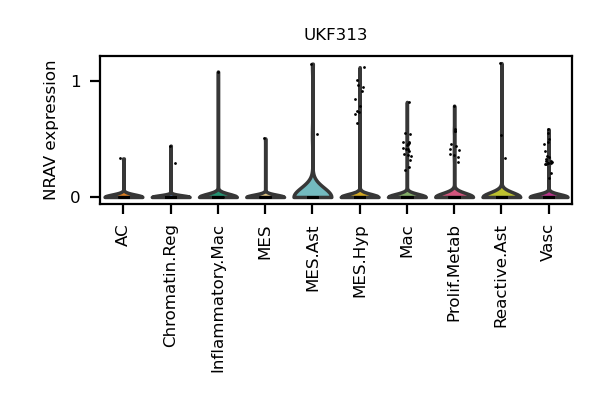 UKF313
NRAV expression
1
0
AC
Chromatin.Reg
Inflammatory.Mac
MES
MES.Ast
MES.Hyp
Mac
Prolif.Metab
Reactive.Ast
Vasc